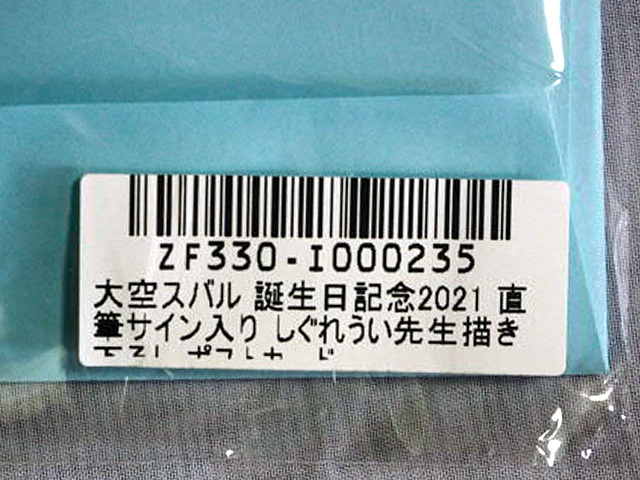 ZF330-I000235
大空スバル 誕生日記念2021 直
筆サイン入り しぐれうい先生描き